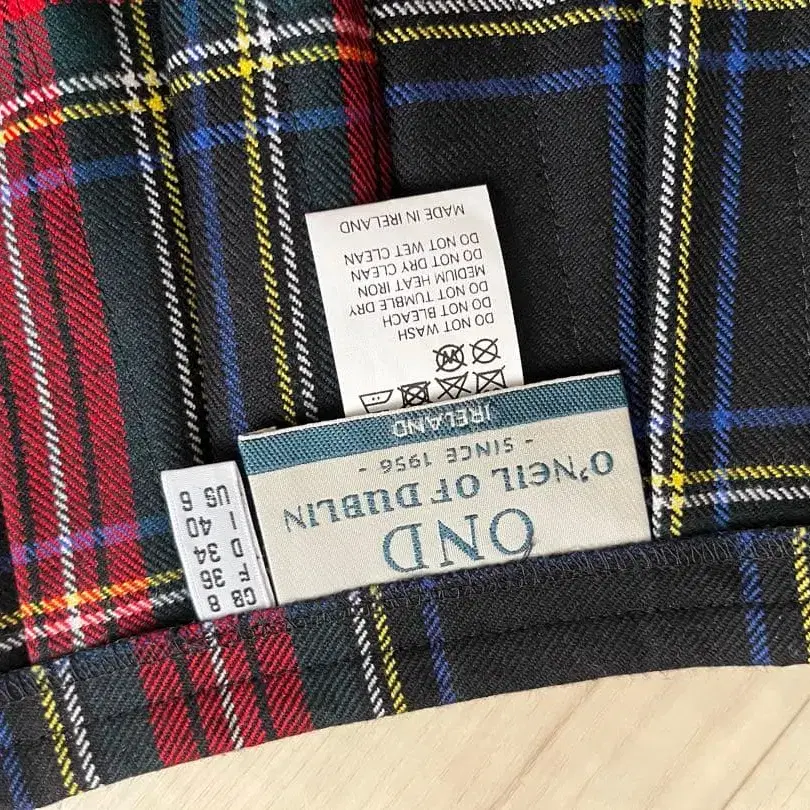 OND
O'NEIL OF DUBLIN
- SINCE 1956 -
IRELAND
GB 8
F 36
D 34
I 40
US 6
DO NOT WASH
DO NOT BLEACH
DO NOT TUMBLE DRY
MEDIUM HEAT IRON
DO NOT DRY CLEAN
DO NOT WET CLEAN
MADE IN IRELAND